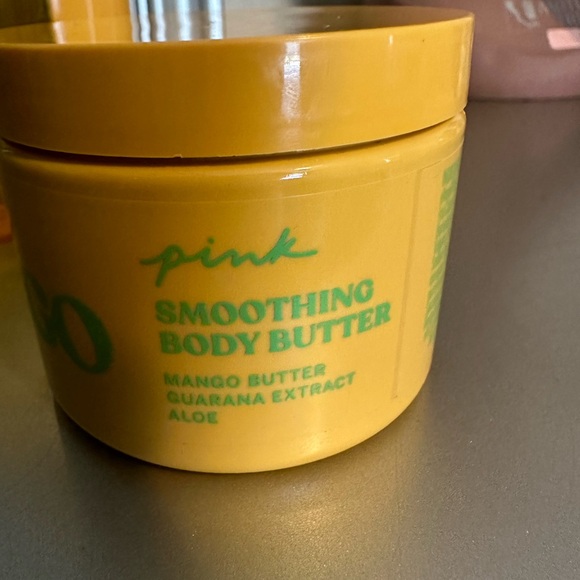 pink
SMOOTHING
BODY BUTTER
MANGO BUTTER
GUARANA EXTRACT
ALOE